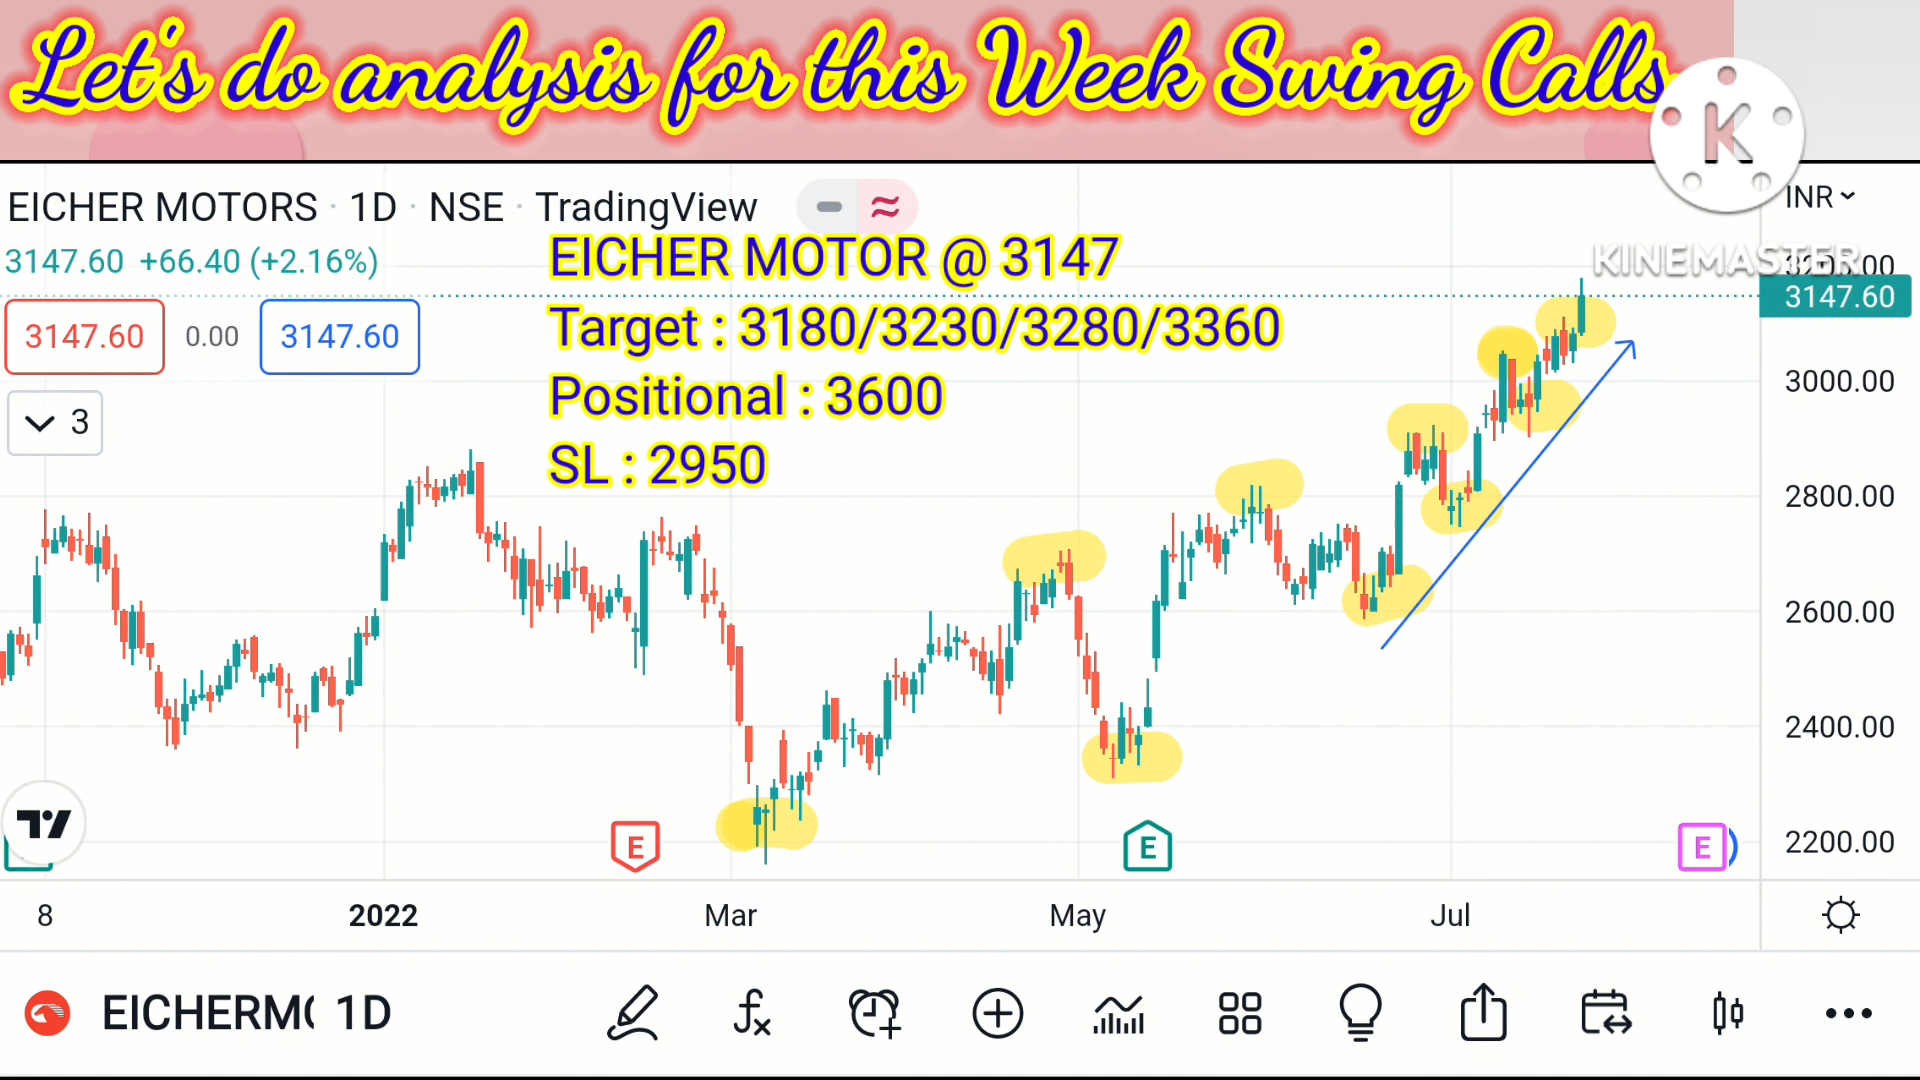 Let's do analysis for this Week Swing Calls
K
KINEMASTER
EICHER MOTORS · 1D · NSE · TradingView
INR
3147.60 +66.40 (+2.16%)
3147.60 0.00 3147.60
3
EICHER MOTOR @ 3147
Target : 3180/3230/3280/3360
Positional : 3600
SL : 2950
3200.00
3147.60
3000.00
2800.00
2600.00
2400.00
2200.00
E E E
8 2022 Mar May Jul
EICHERM 1D